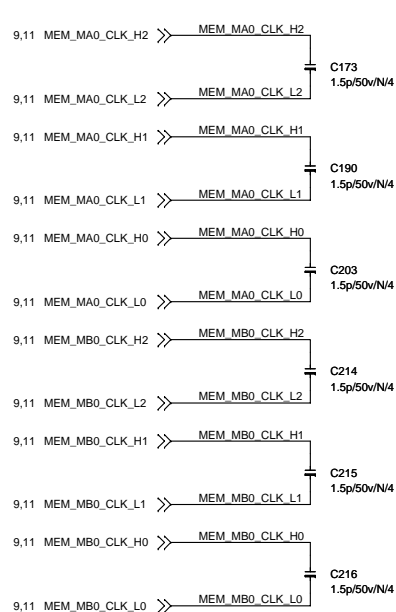 9,11 MEM_MA0_CLK_H2 MEM_MA0_CLK_H2
C173
1.5p/50v/N/4
9,11 MEM_MA0_CLK_L2 MEM_MA0_CLK_L2
9,11 MEM_MA0_CLK_H1 MEM_MA0_CLK_H1
C190
1.5p/50v/N/4
9,11 MEM_MA0_CLK_L1 MEM_MA0_CLK_L1
9,11 MEM_MA0_CLK_H0 MEM_MA0_CLK_H0
C203
1.5p/50v/N/4
9,11 MEM_MA0_CLK_L0 MEM_MA0_CLK_L0
9,11 MEM_MB0_CLK_H2 MEM_MB0_CLK_H2
C214
1.5p/50v/N/4
9,11 MEM_MB0_CLK_L2 MEM_MB0_CLK_L2
9,11 MEM_MB0_CLK_H1 MEM_MB0_CLK_H1
C215
1.5p/50v/N/4
9,11 MEM_MB0_CLK_L1 MEM_MB0_CLK_L1
9,11 MEM_MB0_CLK_H0 MEM_MB0_CLK_H0
C216
1.5p/50v/N/4
9,11 MEM_MB0_CLK_L0 MEM_MB0_CLK_L0